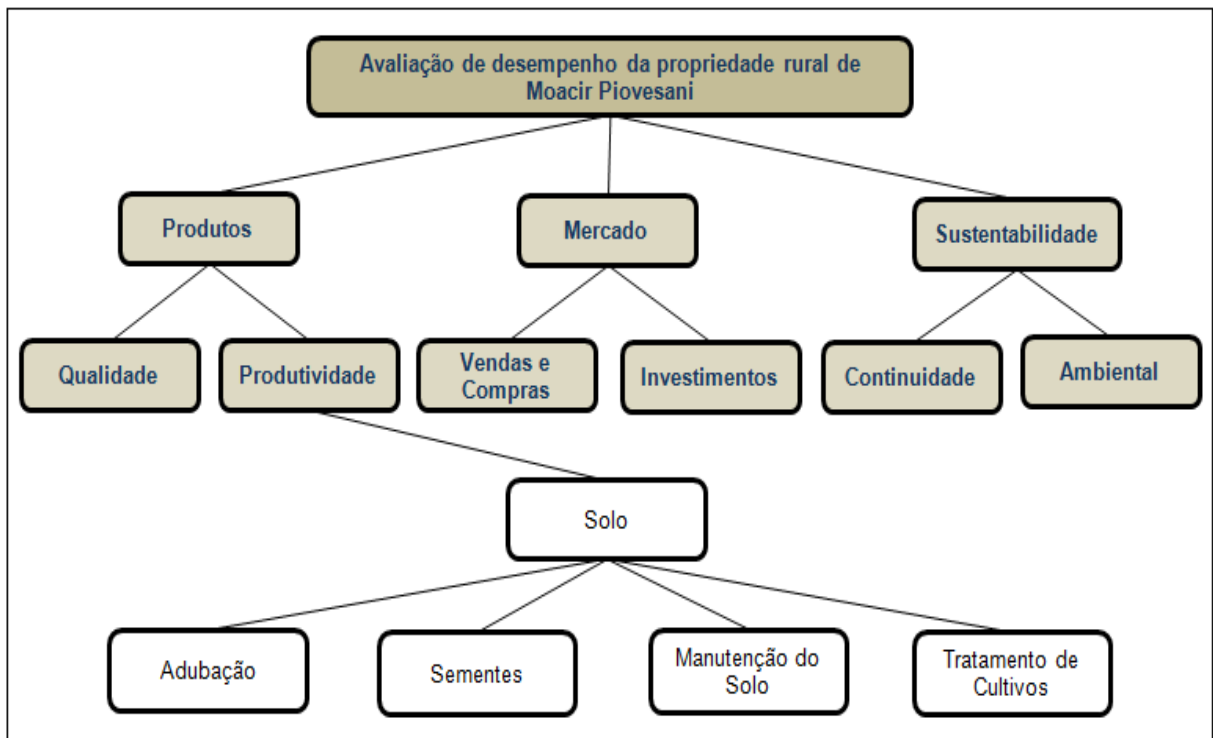 Avaliação de desempenho da propriedade rural de
Moacir Piovesani
Produtos
Mercado
Sustentabilidade
Qualidade
Produtividade
Vendas e
Compras
Investimentos
Continuidade
Ambiental
Solo
Adubação
Sementes
Manutenção do
Solo
Tratamento de
Cultivos